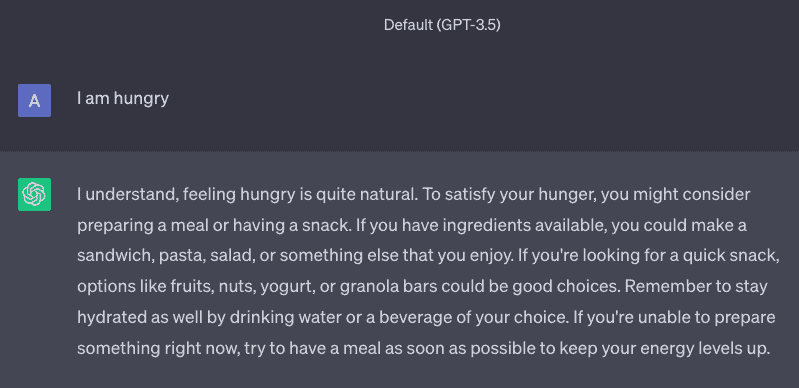 Default (GPT-3.5)
A
I am hungry
I understand, feeling hungry is quite natural. To satisfy your hunger, you might consider
preparing a meal or having a snack. If you have ingredients available, you could make a
sandwich, pasta, salad, or something else that you enjoy. If you're looking for a quick snack,
options like fruits, nuts, yogurt, or granola bars could be good choices. Remember to stay
hydrated as well by drinking water or a beverage of your choice. If you're unable to prepare
something right now, try to have a meal as soon as possible to keep your energy levels up.